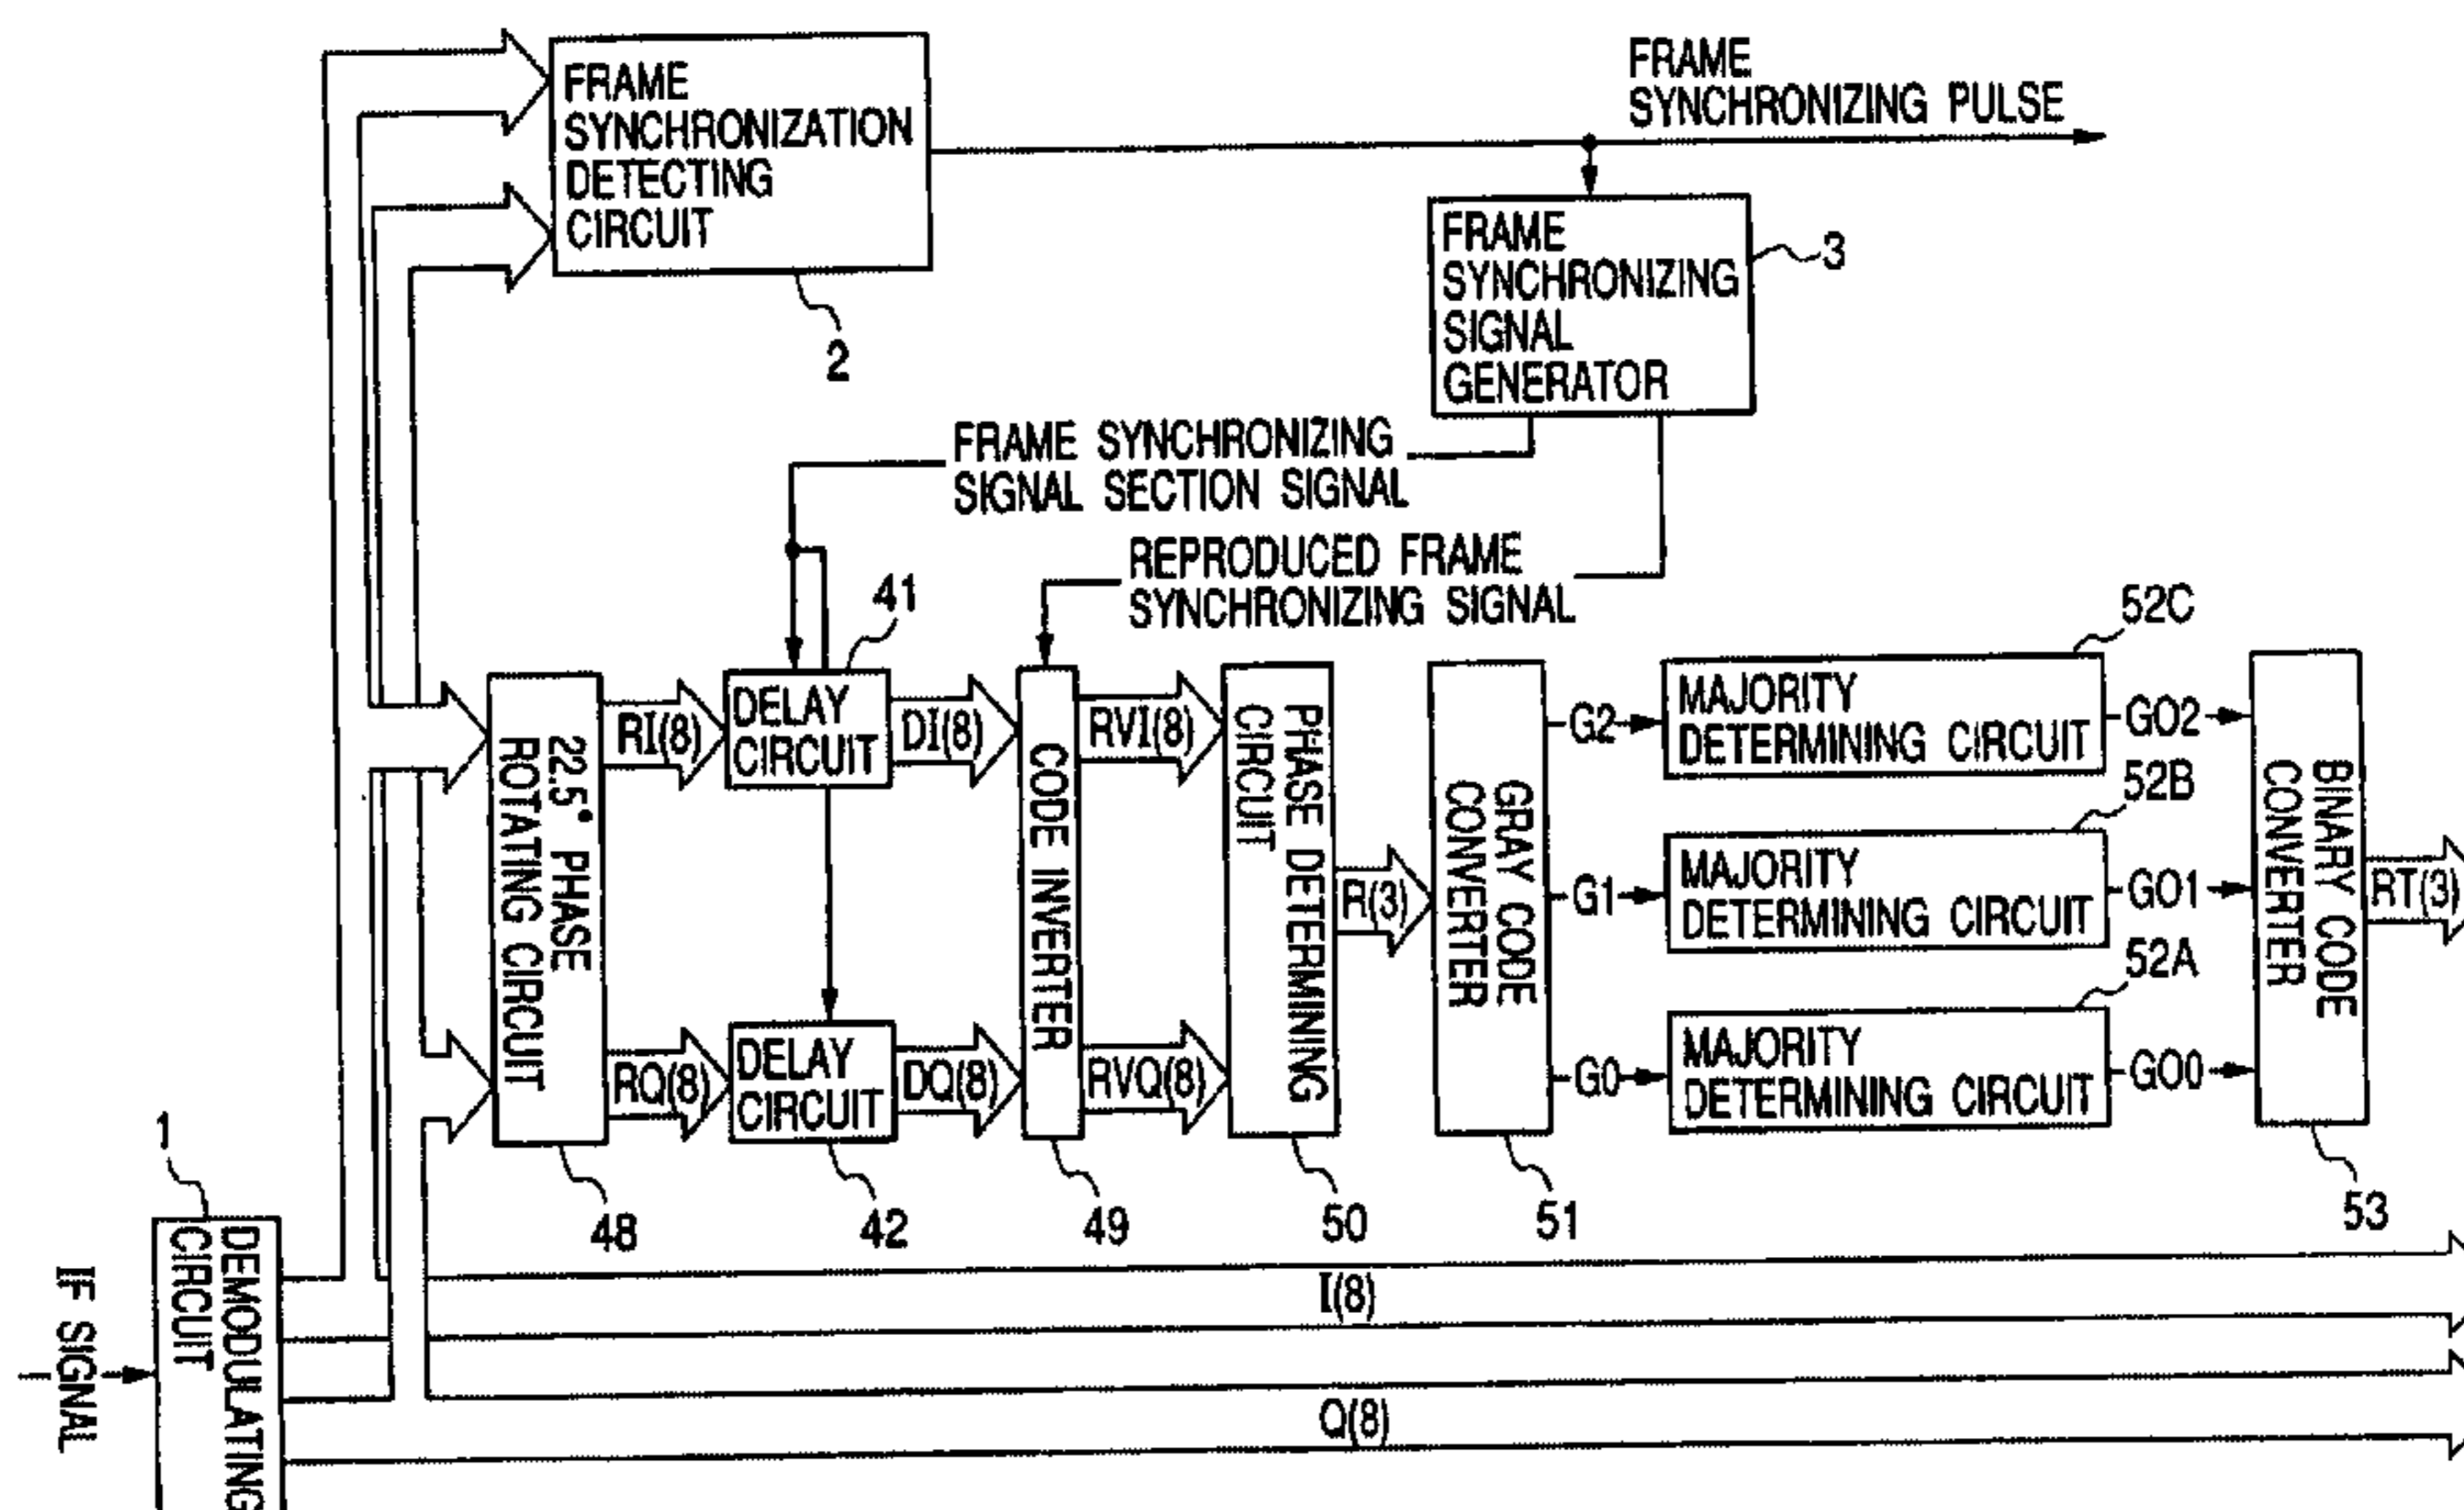 FRAME
SYNCHRONIZATION
DETECTING
CIRCUIT
2
FRAME
SYNCHRONIZING PULSE
FRAME
SYNCHRONIZING
SIGNAL
GENERATOR
3
FRAME SYNCHRONIZING
SIGNAL SECTION SIGNAL
REPRODUCED FRAME
SYNCHRONIZING SIGNAL
41
52C
22.5° PHASE
ROTATING CIRCUIT
RI(8)
DELAY
CIRCUIT
DI(8)
CODE INVERTER
RVI(8)
PHASE DETERMINING
CIRCUIT
R(3)
GRAY CODE
CONVERTER
G2
MAJORITY
DETERMINING CIRCUIT
GO2
52B
G1
MAJORITY
DETERMINING CIRCUIT
GO1
52A
G0
MAJORITY
DETERMINING CIRCUIT
GO0
BINARY CODE
CONVERTER
RT(3)
RQ(8)
DELAY
CIRCUIT
DQ(8)
RVQ(8)
48
42
49
50
51
53
1
IF SIGNAL
DEMODULATING
CIRCUIT
I(8)
Q(8)